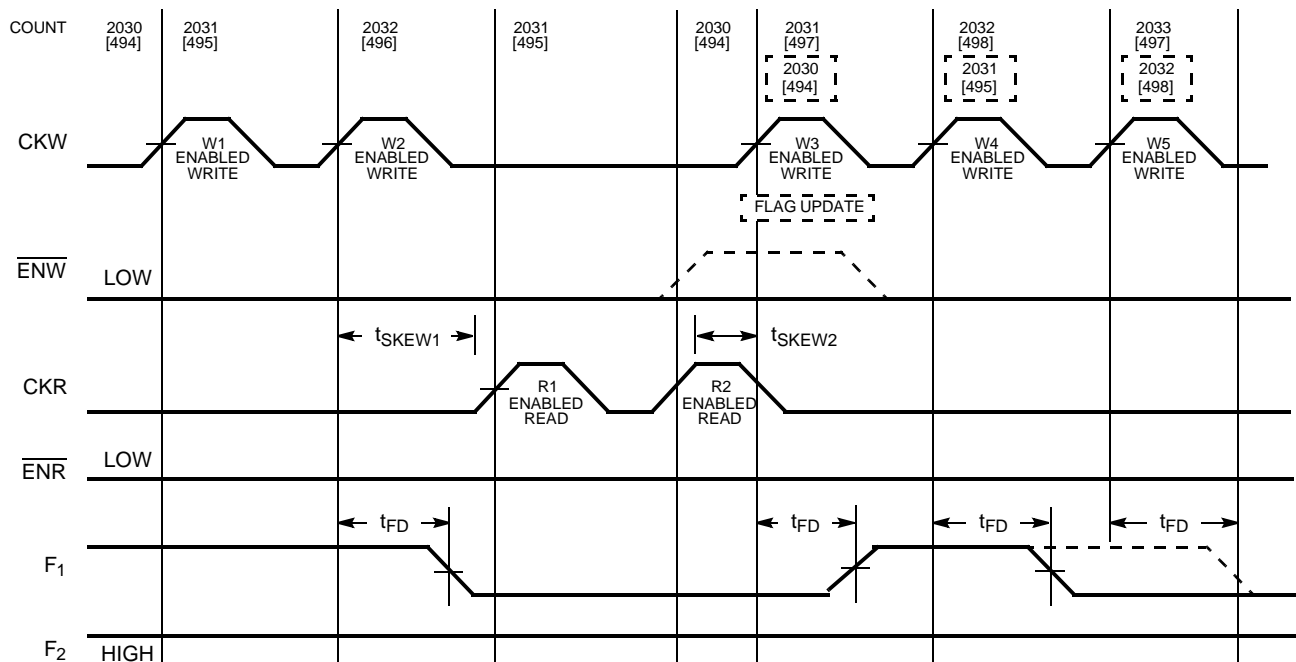 COUNT 2030 2031 2032 2031 2030 2031 2032 2033
[494] [495] [496] [495] [494] [497] [498] [497]
2030 2031 2032
[494] [495] [498]
CKW
W1 ENABLED WRITE
W2 ENABLED WRITE
W3 ENABLED WRITE
W4 ENABLED WRITE
W5 ENABLED WRITE
FLAG UPDATE
ENW LOW
tSKEW1 tSKEW2
CKR
R1 ENABLED READ
R2 ENABLED READ
ENR LOW
tFD tFD tFD tFD
F1
F2 HIGH